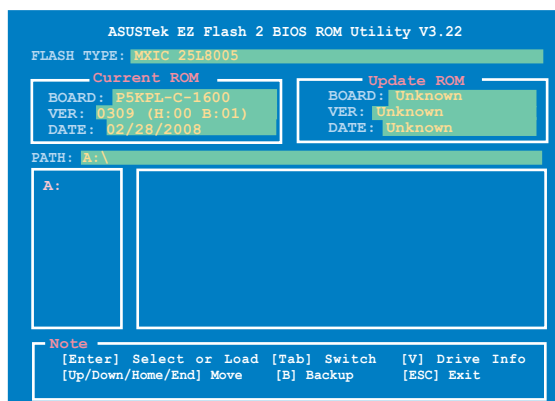 ASUSTek EZ Flash 2 BIOS ROM Utility V3.22
FLASH TYPE: MXIC 25L8005
Current ROM
BOARD: P5KPL-C-1600
VER: 0309 (H:00 B:01)
DATE: 02/28/2008
Update ROM
BOARD: Unknown
VER: Unknown
DATE: Unknown
PATH: A:\
A:
Note
[Enter] Select or Load [Tab] Switch [V] Drive Info
[Up/Down/Home/End] Move [B] Backup [ESC] Exit